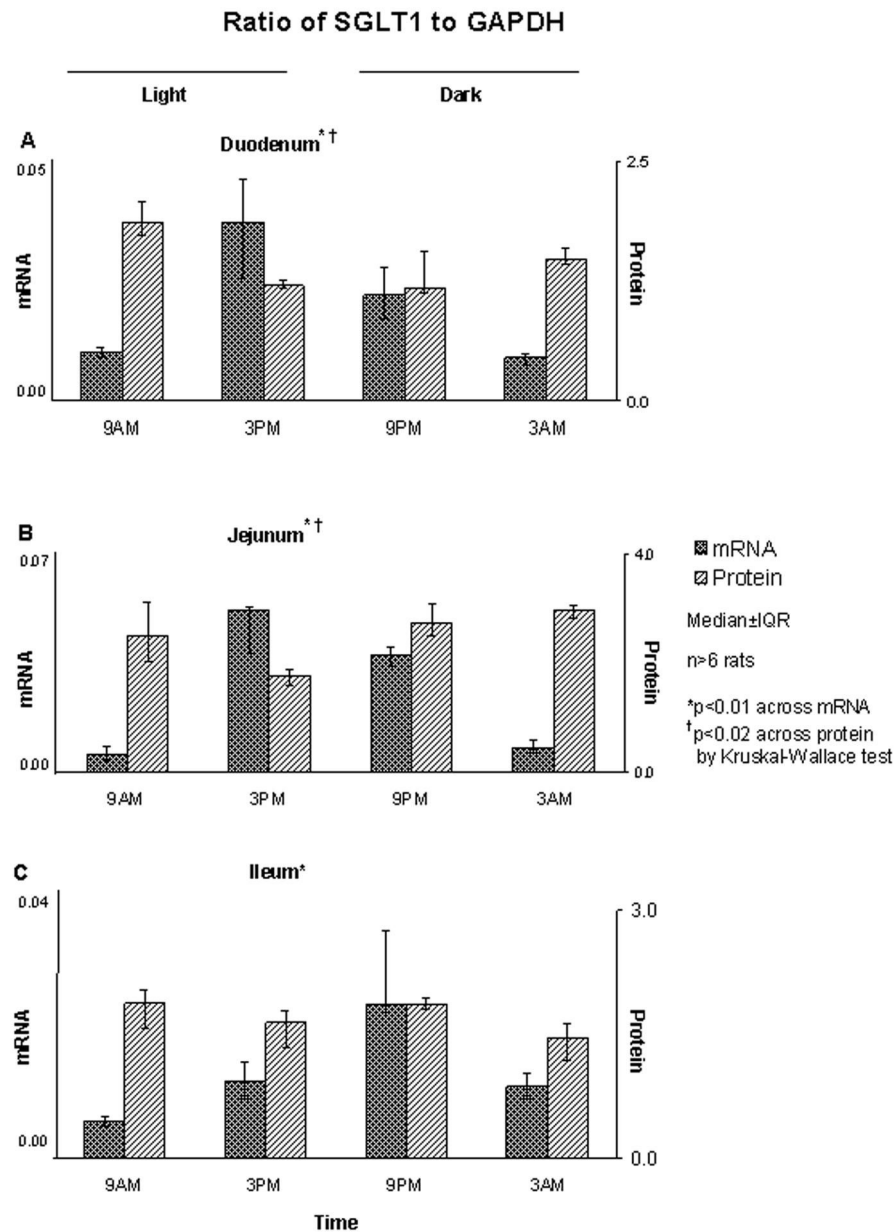 Ratio of SGLT1 to GAPDH
Light Dark
A Duodenum*†
0.05 2.5
mRNA Protein
0.00 0.0
9AM 3PM 9PM 3AM
B Jejunum*†
0.07 4.0
mRNA Protein
0.00 0.0
9AM 3PM 9PM 3AM
mRNA
Protein
Median±IQR
n>6 rats
*p<0.01 across mRNA
†p<0.02 across protein
by Kruskal-Wallace test
C Ileum*
0.04 3.0
mRNA Protein
0.00 0.0
9AM 3PM 9PM 3AM
Time